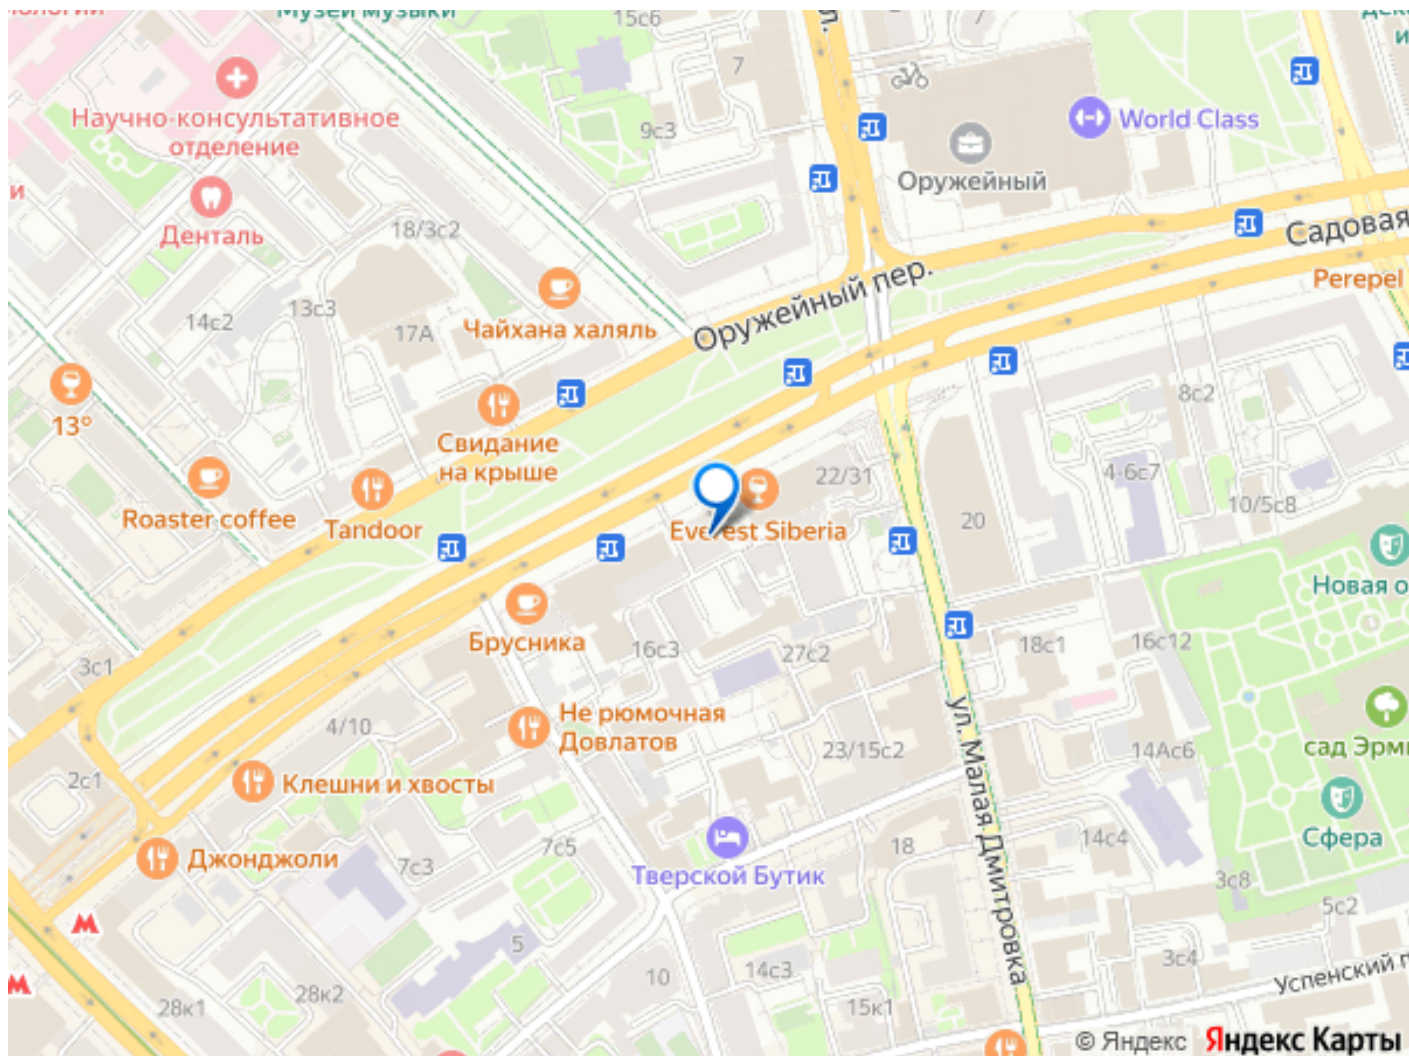 Музей музыки
15с6
7
7
ул.
9с3
Научно-консультативное
отделение
World Class
Оружейный
и
Денталь
18/3с2
Садовая
Оружейный пер.
Perepel
Чайхана халяль
13с3
14с2
17А
13°
8с2
Свидание
на крыше
22/31
4-6с7
10/5с8
Roaster coffee
Tandoor
Everest Siberia
20
Новая о
Брусника
16с3
27с2
18с1
16с12
3с1
4/10
Не рюмочная
Довлатов
23/15с2
ул. Малая Дмитровка
14Ас6
сад Эрми
2с1
Клешни и хвосты
Сфера
Джонджоли
7с3
7с5
18
14с4
Тверской Бутик
3с8
5с2
5
10
14с3
3с4
Успенский п
28к1
28к2
15к1
© Яндекс Яндекс Карты